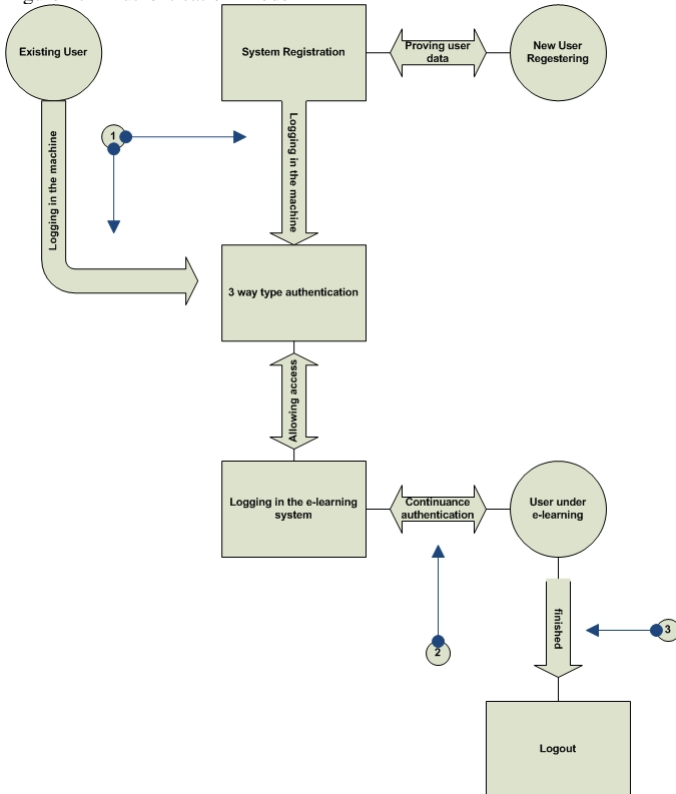 Existing User
System Registration
Proving user
data
New User
Regestering
1
Logging in the machine
Logging in the machine
3 way type authentication
Allowing access
Logging in the e-learning
system
Continuance
authentication
User under
e-learning
finished
3
2
Logout